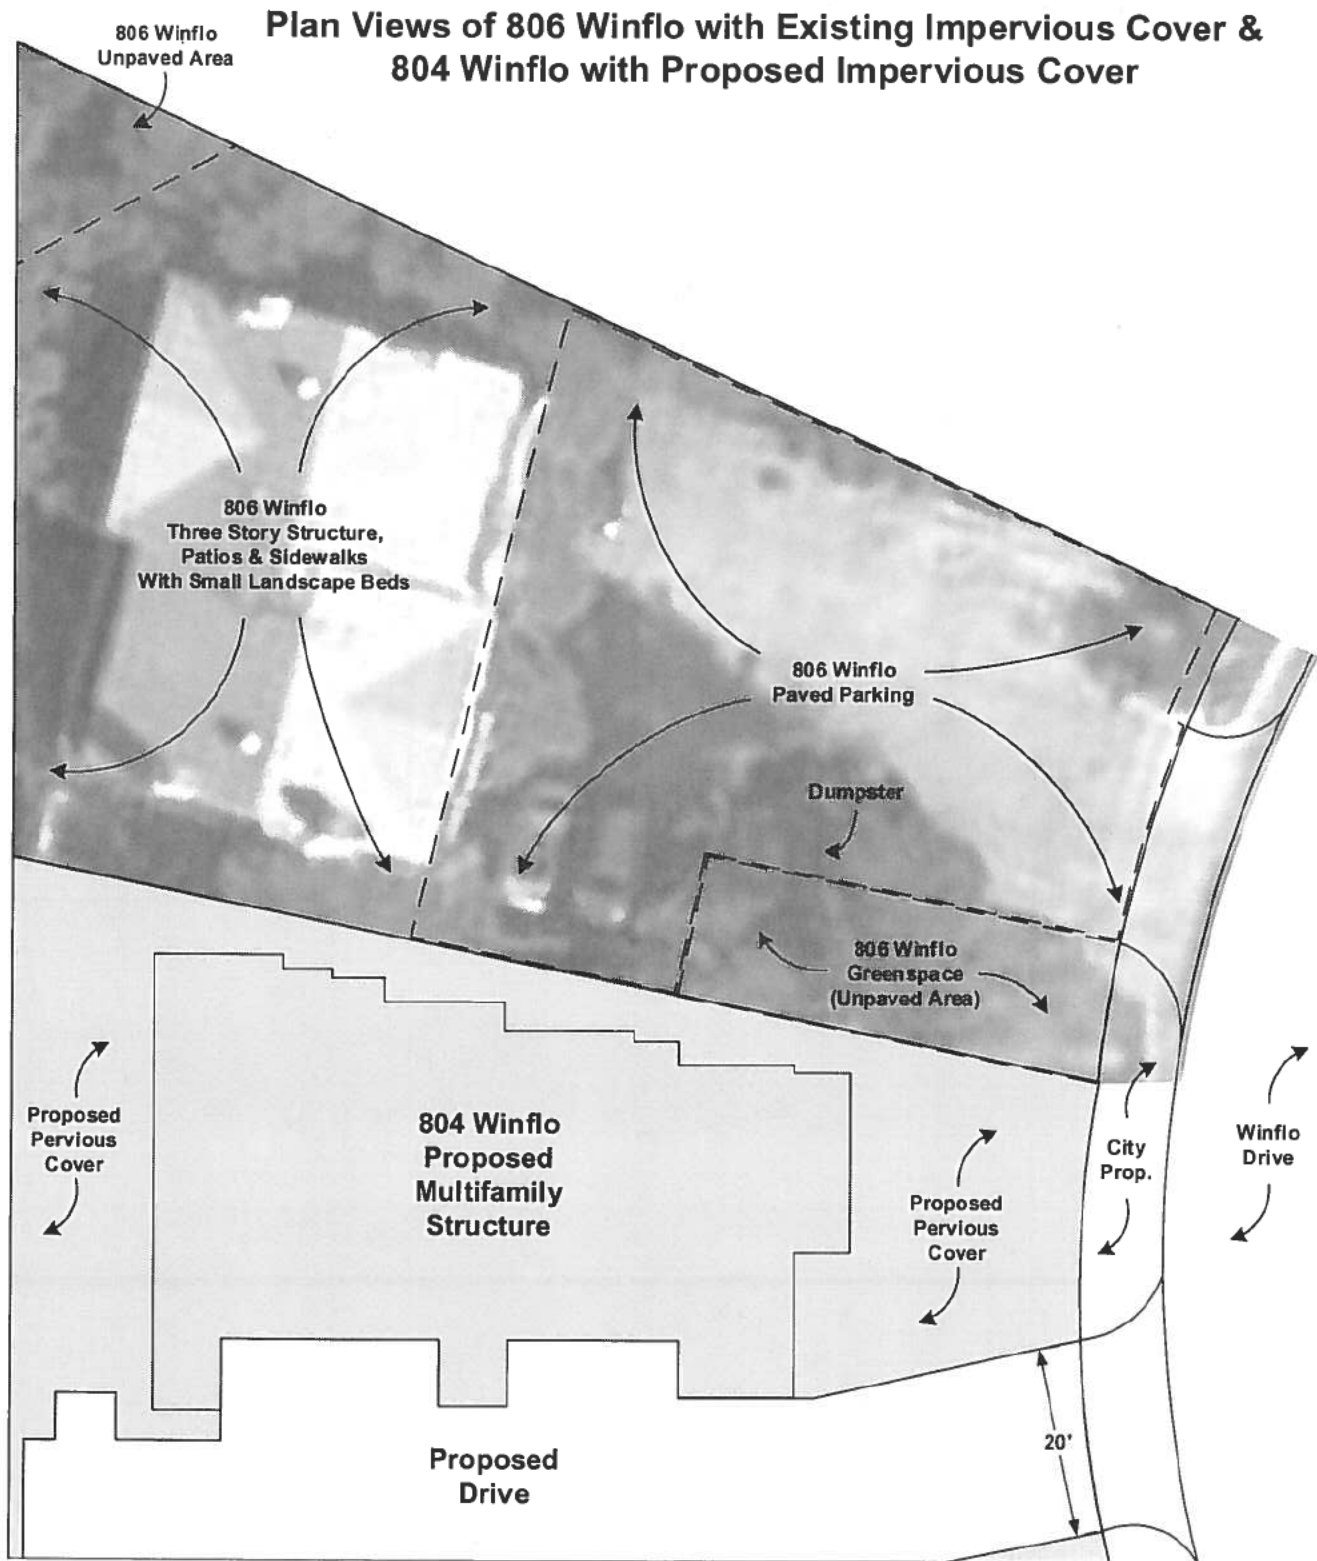 Plan Views of 806 Winflo with Existing Impervious Cover &
804 Winflo with Proposed Impervious Cover
806 Winflo
Unpaved Area
806 Winflo
Three Story Structure,
Patios & Sidewalks
With Small Landscape Beds
806 Winflo
Paved Parking
Dumpster
806 Winflo
Greenspace
(Unpaved Area)
Proposed
Pervious
Cover
804 Winflo
Proposed
Multifamily
Structure
Proposed
Pervious
Cover
City
Prop.
Winflo
Drive
20'
Proposed
Drive